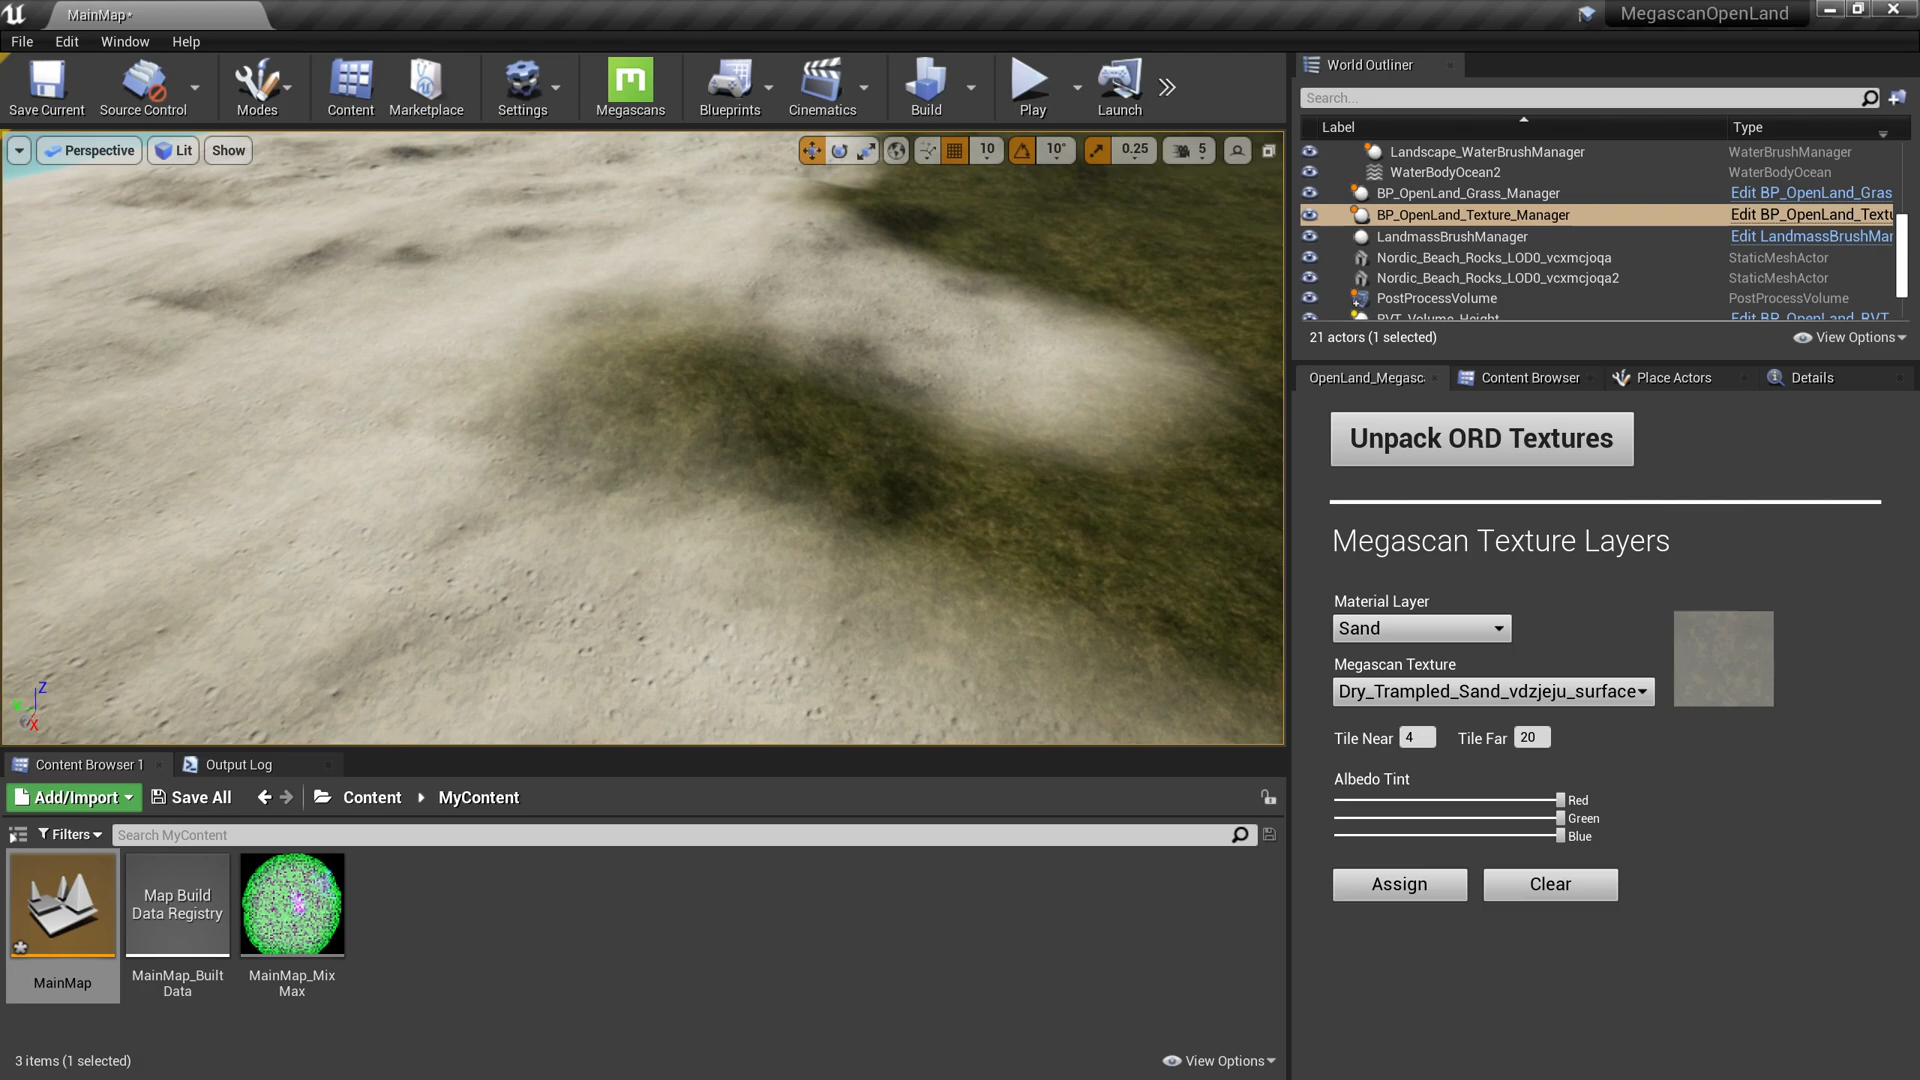 MainMap*
MegascanOpenLand
File
Edit
Window
Help
Save Current
Source Control
Modes
Content
Marketplace
Settings
Megascans
Blueprints
Cinematics
Build
Play
Launch
World Outliner
Search...
Label
Type
Landscape_WaterBrushManager
WaterBrushManager
WaterBodyOcean2
WaterBodyOcean
BP_OpenLand_Grass_Manager
Edit BP_OpenLand_Gras
BP_OpenLand_Texture_Manager
Edit BP_OpenLand_Textu
LandmassBrushManager
Edit LandmassBrushMar
Nordic_Beach_Rocks_LOD0_vcxmcjoqa
StaticMeshActor
Nordic_Beach_Rocks_LOD0_vcxmcjoqa2
StaticMeshActor
PostProcessVolume
PostProcessVolume
RVT_Volume_Height
Edit BP_OpenLand_RVT
21 actors (1 selected)
View Options
Perspective
Lit
Show
10
10°
0.25
5
Z
X
OpenLand_Megasc
Content Browser
Place Actors
Details
Unpack ORD Textures
Megascan Texture Layers
Material Layer
Sand
Megascan Texture
Dry_Trampled_Sand_vdzjeju_surface
Tile Near
4
Tile Far
20
Albedo Tint
Red
Green
Blue
Assign
Clear
Content Browser 1
Output Log
Add/Import
Save All
Content
MyContent
Filters
Search MyContent
Map Build
Data Registry
MainMap
MainMap_Built
Data
MainMap_Mix
Max
3 items (1 selected)
View Options